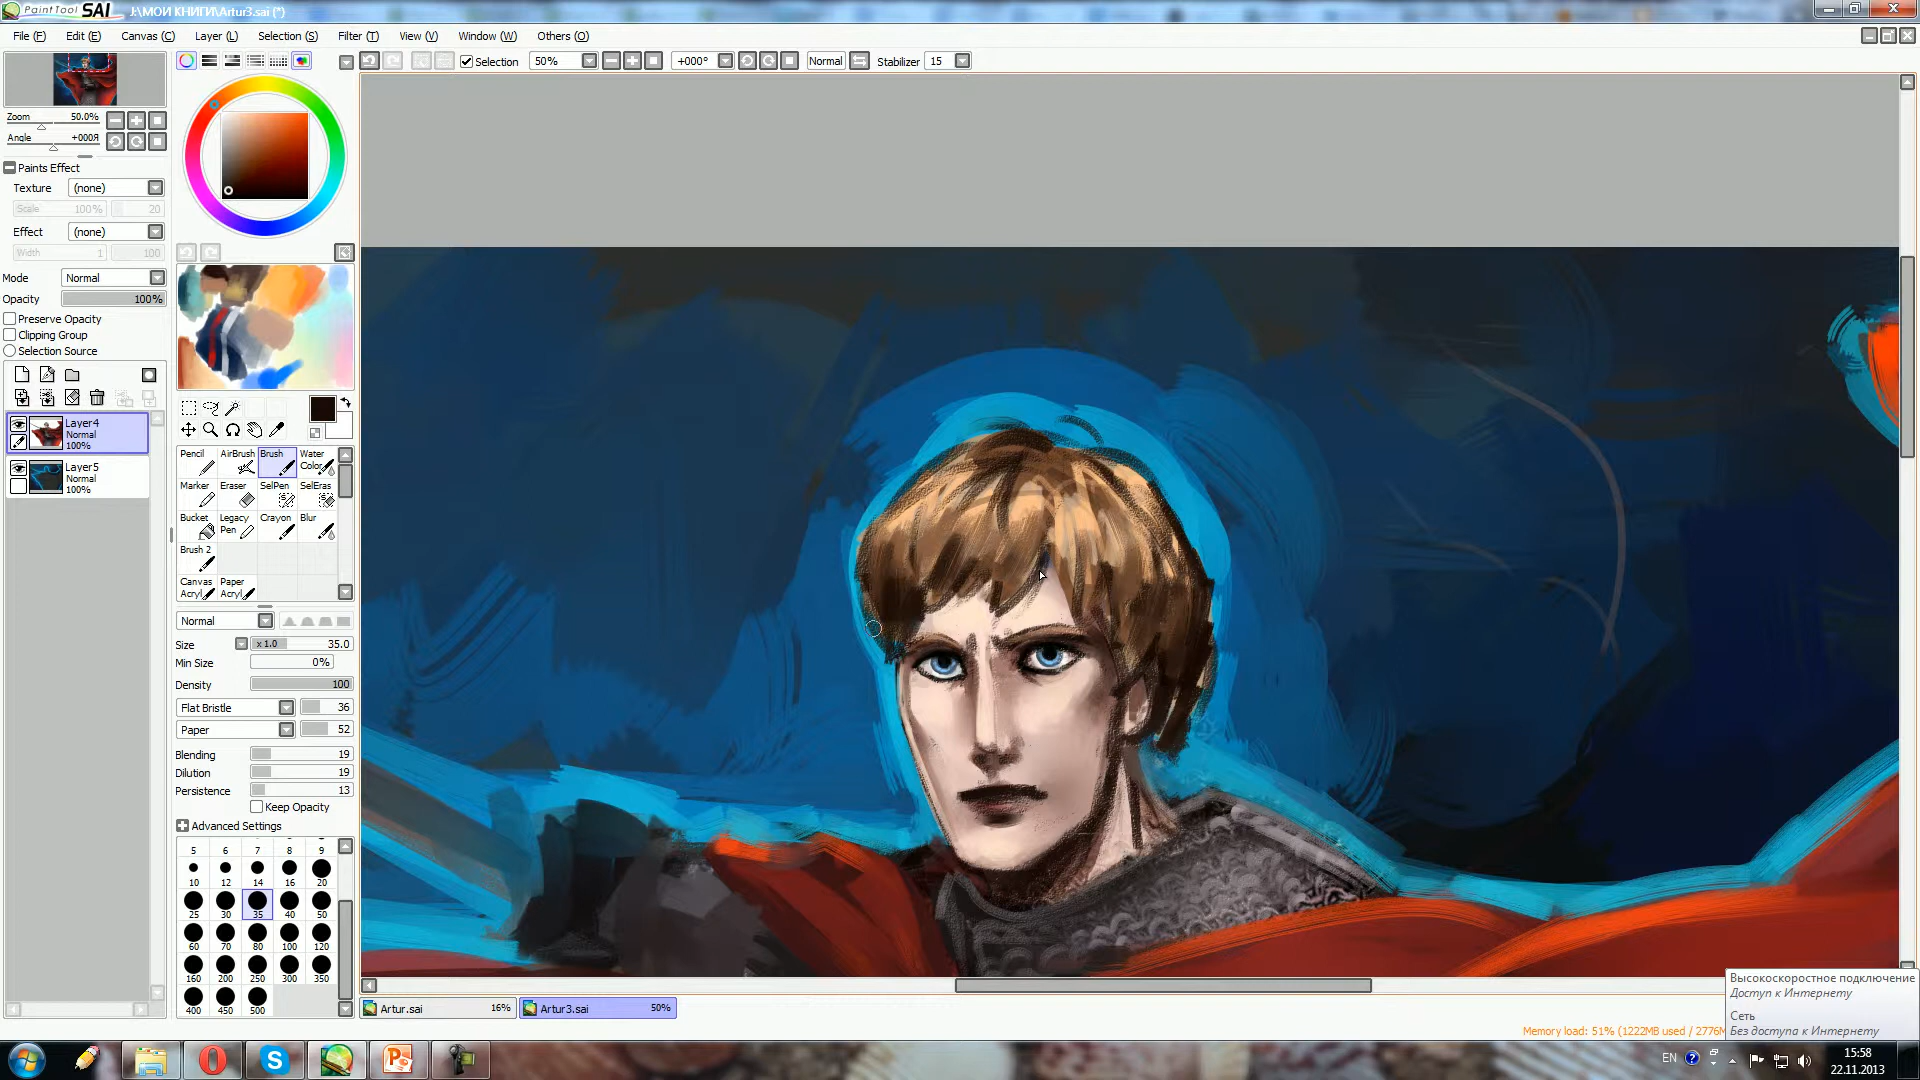 PaintTool SAI J:\МОИ КНИГИ\Artur3.sai (*)
File (F) Edit (E) Canvas (C) Layer (L) Selection (S) Filter (T) View (V) Window (W) Others (O)
Selection 50% +000° Normal Stabilizer 15
Zoom 50.0%
Angle +000Я
Paints Effect
Texture (none)
Scale 100% 20
Effect (none)
Width 1 100
Mode Normal
Opacity 100%
Preserve Opacity
Clipping Group
Selection Source
Layer4
Normal
100%
Layer5
Normal
100%
Pencil AirBrush Brush Water Color
Marker Eraser SelPen SelEras
Bucket Legacy Pen Crayon Blur
Brush 2
Canvas Acryl Paper Acryl
Normal
Size x 1.0 35.0
Min Size 0%
Density 100
Flat Bristle 36
Paper 52
Blending 19
Dilution 19
Persistence 13
Keep Opacity
Advanced Settings
5 6 7 8 9
10 12 14 16 20
25 30 35 40 50
60 70 80 100 120
160 200 250 300 350
400 450 500
Artur.sai 16% Artur3.sai 50%
Высокоскоростное подключение
Доступ к Интернету
Сеть
Без доступа к Интернету
Memory load: 51% (1222MB used / 2776M
EN 15:58
22.11.2013